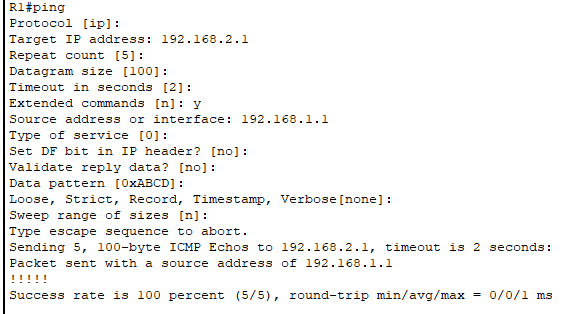 R1#ping
Protocol [ip]:
Target IP address: 192.168.2.1
Repeat count [5]:
Datagram size [100]:
Timeout in seconds [2]:
Extended commands [n]: y
Source address or interface: 192.168.1.1
Type of service [0]:
Set DF bit in IP header? [no]:
Validate reply data? [no]:
Data pattern [0xABCD]:
Loose, Strict, Record, Timestamp, Verbose[none]:
Sweep range of sizes [n]:
Type escape sequence to abort.
Sending 5, 100-byte ICMP Echos to 192.168.2.1, timeout is 2 seconds:
Packet sent with a source address of 192.168.1.1
!!!!!
Success rate is 100 percent (5/5), round-trip min/avg/max = 0/0/1 ms